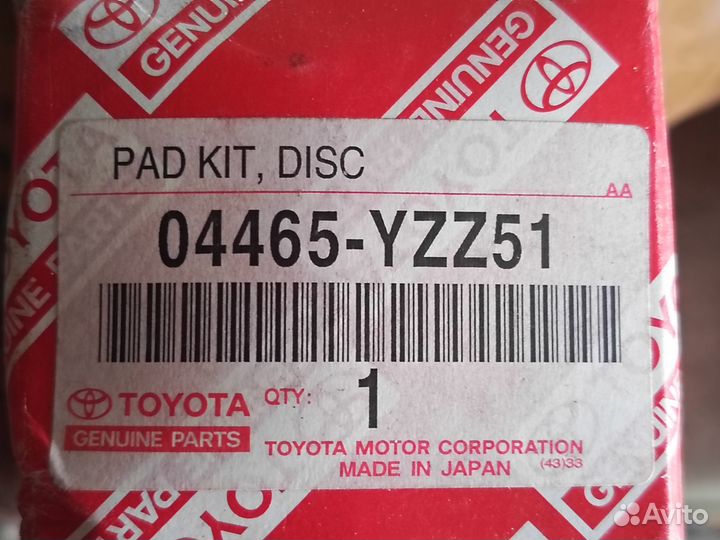 GENUINE
GENUINE
TOYOTA
PAD KIT, DISC
AA
04465-YZZ51
TOYOTA
GENUINE PARTS
QTY: 1
TOYOTA MOTOR CORPORATION
MADE IN JAPAN (43)33
Avito